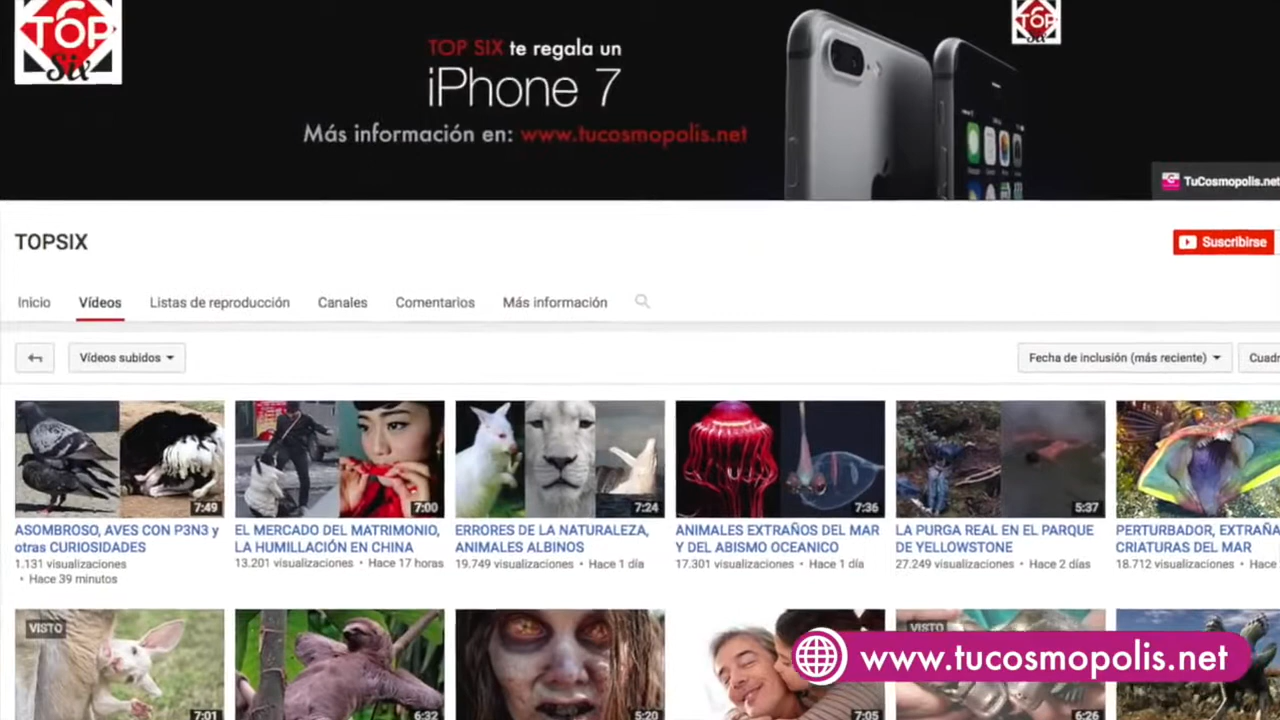 TOP
Six
TOP
Six
TOP SIX te regala un
iPhone 7
Más información en: www.tucosmopolis.net
TuCosmopolis.net
TOPSIX
Suscribirse
Inicio
Vídeos
Listas de reproducción
Canales
Comentarios
Más información
Vídeos subidos
Fecha de inclusión (más reciente)
7:49
7:00
7:24
7:36
5:37
ASOMBROSO, AVES CON P3N3 y
otras CURIOSIDADES
1.131 visualizaciones
• Hace 39 minutos
EL MERCADO DEL MATRIMONIO,
LA HUMILLACIÓN EN CHINA
13.201 visualizaciones • Hace 17 horas
ERRORES DE LA NATURALEZA,
ANIMALES ALBINOS
19.749 visualizaciones • Hace 1 día
ANIMALES EXTRAÑOS DEL MAR
Y DEL ABISMO OCEANICO
17.301 visualizaciones • Hace 1 día
LA PURGA REAL EN EL PARQUE
DE YELLOWSTONE
27.249 visualizaciones • Hace 2 días
PERTURBADOR, EXTRAÑA
CRIATURAS DEL MAR
18.712 visualizaciones • Hace
VISTO
VISTO
www.tucosmopolis.net
7:01
6:32
5:20
7:05
6:26